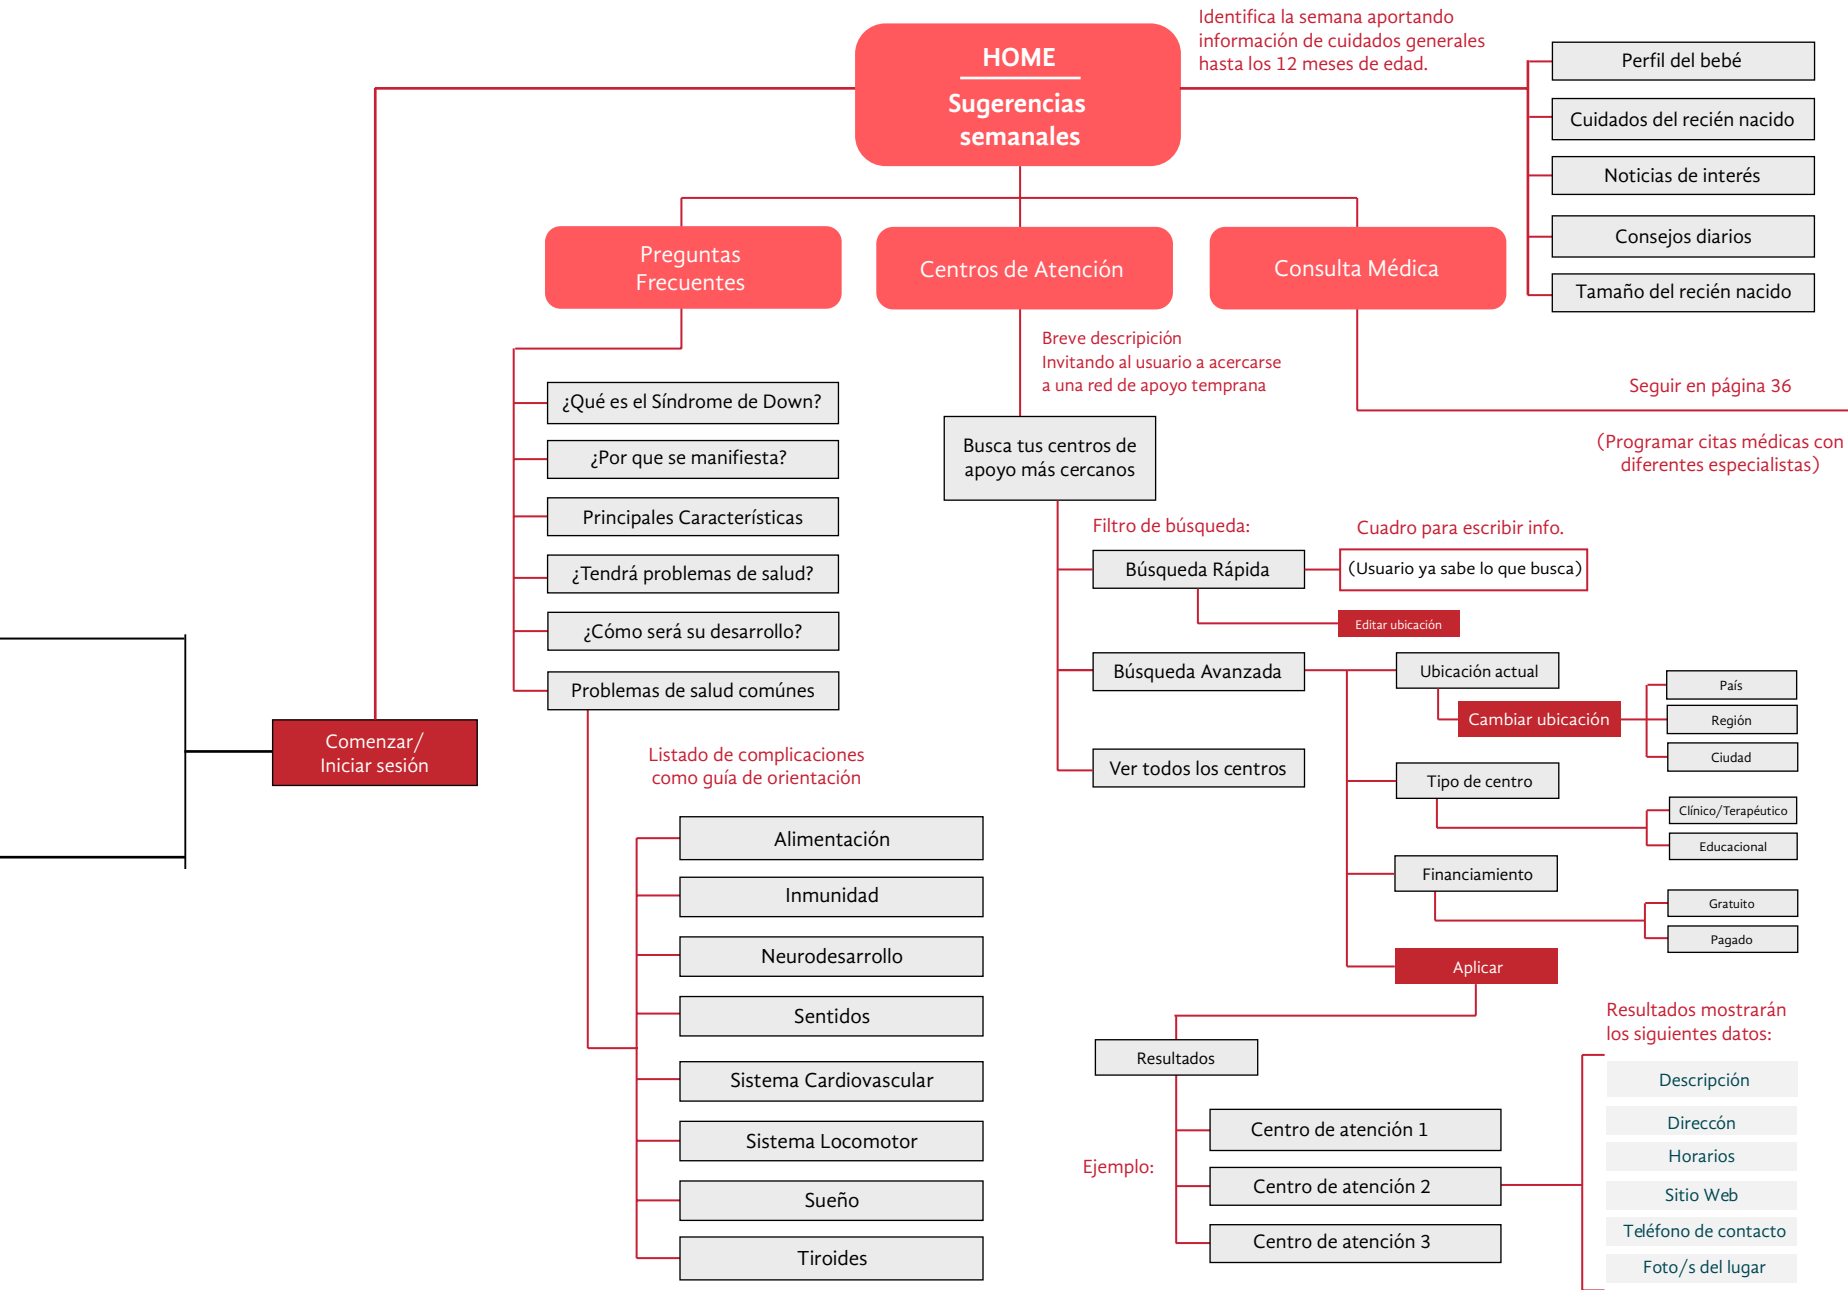 Identifica la semana aportando
información de cuidados generales
hasta los 12 meses de edad.
HOME
Sugerencias
semanales
Perfil del bebé
Cuidados del recién nacido
Noticias de interés
Consejos diarios
Tamaño del recién nacido
Preguntas
Frecuentes
Centros de Atención
Consulta Médica
Breve descripición
Invitando al usuario a acercarse
a una red de apoyo temprana
Seguir en página 36
(Programar citas médicas con
diferentes especialistas)
¿Qué es el Síndrome de Down?
¿Por que se manifiesta?
Principales Características
¿Tendrá problemas de salud?
¿Cómo será su desarrollo?
Problemas de salud comúnes
Busca tus centros de
apoyo más cercanos
Filtro de búsqueda:
Cuadro para escribir info.
Búsqueda Rápida
(Usuario ya sabe lo que busca)
Editar ubicación
Búsqueda Avanzada
Ubicación actual
Cambiar ubicación
País
Región
Ciudad
Ver todos los centros
Tipo de centro
Clínico/Terapéutico
Educacional
Financiamiento
Gratuito
Pagado
Aplicar
Comenzar/
Iniciar sesión
Listado de complicaciones
como guía de orientación
Alimentación
Inmunidad
Neurodesarrollo
Sentidos
Sistema Cardiovascular
Sistema Locomotor
Sueño
Tiroides
Resultados
Ejemplo:
Centro de atención 1
Centro de atención 2
Centro de atención 3
Resultados mostrarán
los siguientes datos:
Descripción
Direccón
Horarios
Sitio Web
Teléfono de contacto
Foto/s del lugar